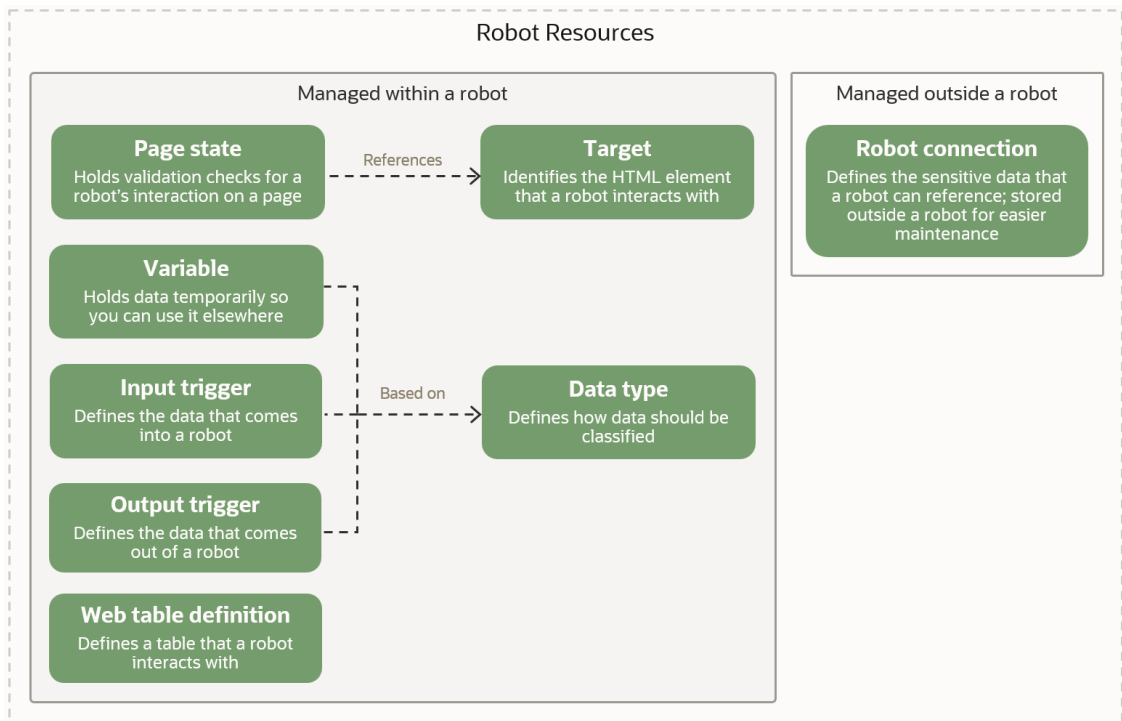 Robot Resources
Managed within a robot
Page state
Holds validation checks for a
robot's interaction on a page
References
Target
Identifies the HTML element
that a robot interacts with
Variable
Holds data temporarily so
you can use it elsewhere
Input trigger
Defines the data that comes
into a robot
Based on
Data type
Defines how data should be
classified
Output trigger
Defines the data that comes
out of a robot
Web table definition
Defines a table that a robot
interacts with
Managed outside a robot
Robot connection
Defines the sensitive data that
a robot can reference; stored
outside a robot for easier
maintenance